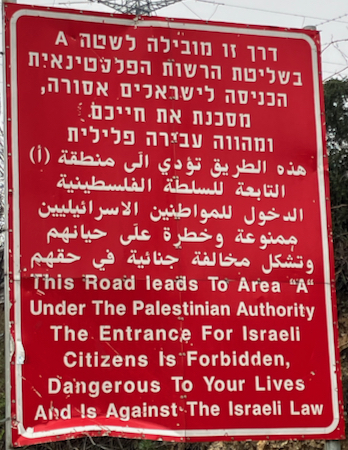 דרך זו מובילה לשטח A
בשליטת הרשות הפלסטינאית
הכניסה לישראלים אסורה,
מסכנת את חייכם
ומהווה עבירה פלילית
هذه الطريق تؤدي الى منطقة (أ)
التابعة للسلطة الفلسطينية
الدخول للمواطنين الاسرائيليين
ممنوعة وخطرة على حياتهم
وتشكل مخالفة جنائية في حقهم
This Road leads To Area "A"
Under The Palestinian Authority
The Entrance For Israeli
Citizens Is Forbidden,
Dangerous To Your Lives
And Is Against The Israeli Law